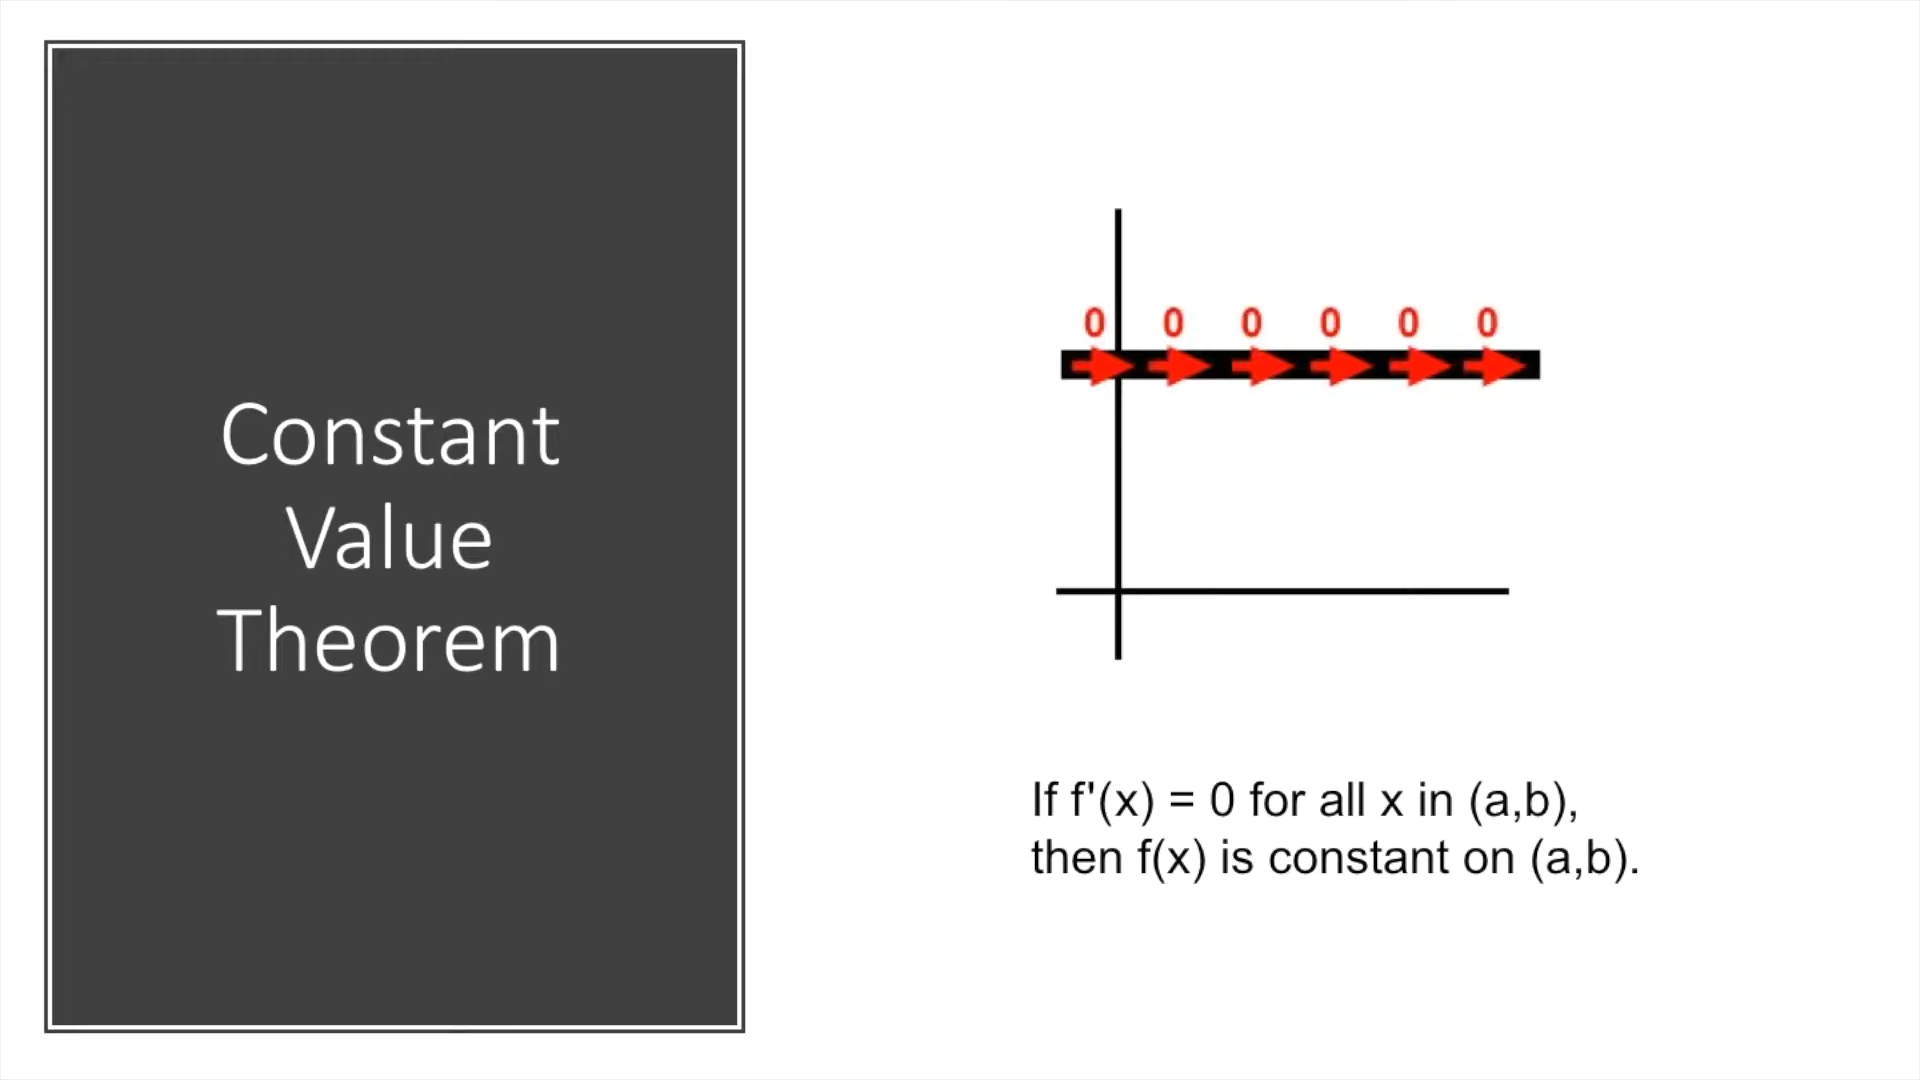 Constant
Value
Theorem
0 0 0 0 0 0
If f'(x) = 0 for all x in (a,b),
then f(x) is constant on (a,b).